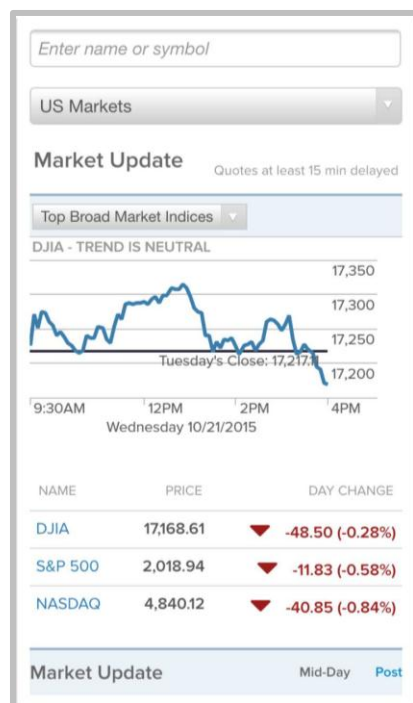 Enter name or symbol
US Markets
Market Update Quotes at least 15 min delayed
Top Broad Market Indices
DJIA - TREND IS NEUTRAL
17,350
17,300
17,250
Tuesday's Close: 17,217.11
17,200
9:30AM 12PM 2PM 4PM
Wednesday 10/21/2015
NAME PRICE DAY CHANGE
DJIA 17,168.61 -48.50 (-0.28%)
S&P 500 2,018.94 -11.83 (-0.58%)
NASDAQ 4,840.12 -40.85 (-0.84%)
Market Update Mid-Day Post